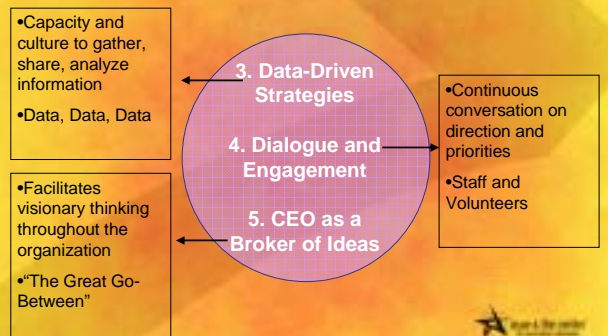 •Capacity and
culture to gather,
share, analyze
information
•Data, Data, Data
3. Data-Driven
Strategies
•Continuous
conversation on
direction and
priorities
•Staff and
Volunteers
4. Dialogue and
Engagement
•Facilitates
visionary thinking
throughout the
organization
•"The Great Go-
Between"
5. CEO as a
Broker of Ideas